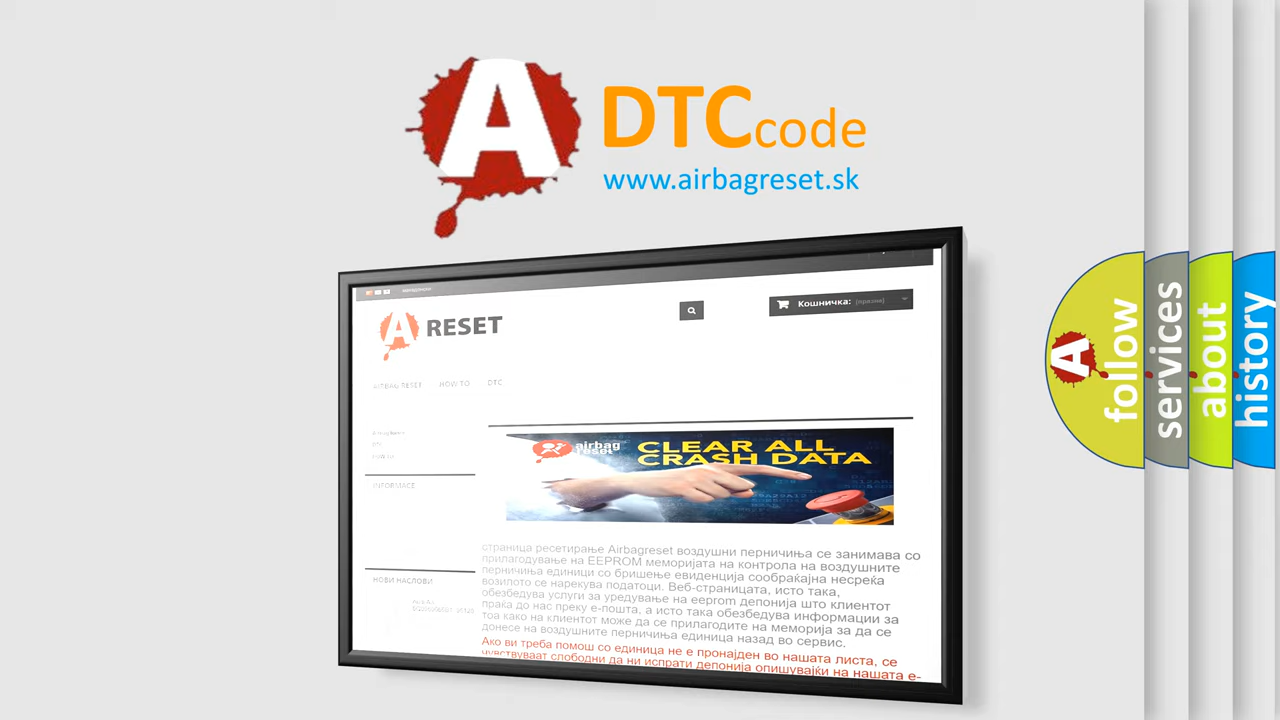 A
DTCcode
www.airbagreset.sk
Кошничка: (празни)
A RESET
AIRBAG RESET HOW TO DTC
DTC
INFORMACE
НОВИ НАСЛОВИ
airbag
reset
CLEAR ALL
CRASH DATA
страница ресетирање Airbagreset воздушни перничиња се занимава со
прилагодување на EEPROM меморијата на контрола на воздушните
перничиња единици со бришење евиденција сообраќајна несреќа
возилото се нарекува податоци. Веб-страницата, исто така,
обезбедува услуги за уредување на eeprom депонија што клиентот
праќа до нас преку е-пошта, а исто така обезбедува информации за
тоа како на клиентот може да се прилагодите на меморија за да се
донесе на воздушните перничиња единица назад во сервис.
Ако ви треба помош со единица не е пронајден во нашата листа, се
чувствуваат слободни да ни испрати депонија опишувајќи на нашата е-
A follow
services
about
history